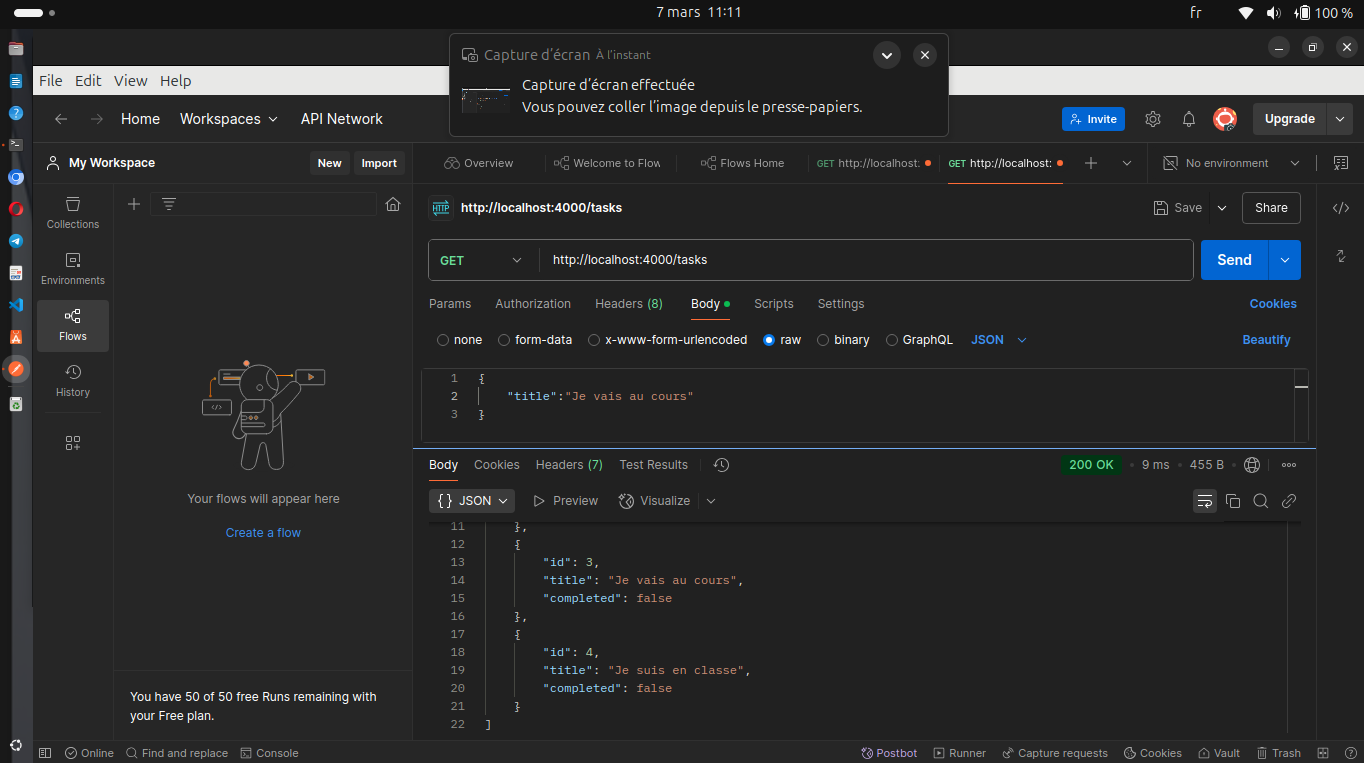 7 mars 11:11
fr
100 %
Capture d'écran À l'instant
Capture d'écran effectuée
Vous pouvez coller l'image depuis le presse-papiers.
File Edit View Help
Home Workspaces API Network
Invite
Upgrade
My Workspace
New Import
Overview
Welcome to Flow
Flows Home
GET http://localhost:
GET http://localhost:
No environment
Collections
Environments
Flows
History
HTTP
http://localhost:4000/tasks
Save
Share
GET
http://localhost:4000/tasks
Send
Params Authorization Headers (8) Body Scripts Settings
Cookies
none form-data x-www-form-urlencoded raw binary GraphQL JSON
Beautify
1 {
2 "title":"Je vais au cours"
3 }
Your flows will appear here
Create a flow
You have 50 of 50 free Runs remaining with
your Free plan.
Body Cookies Headers (7) Test Results
200 OK 9 ms 455 B
{} JSON Preview Visualize
11 },
12 {
13 "id": 3,
14 "title": "Je vais au cours",
15 "completed": false
16 },
17 {
18 "id": 4,
19 "title": "Je suis en classe",
20 "completed": false
21 }
22 ]
Online Find and replace Console
Postbot Runner Capture requests Cookies Vault Trash